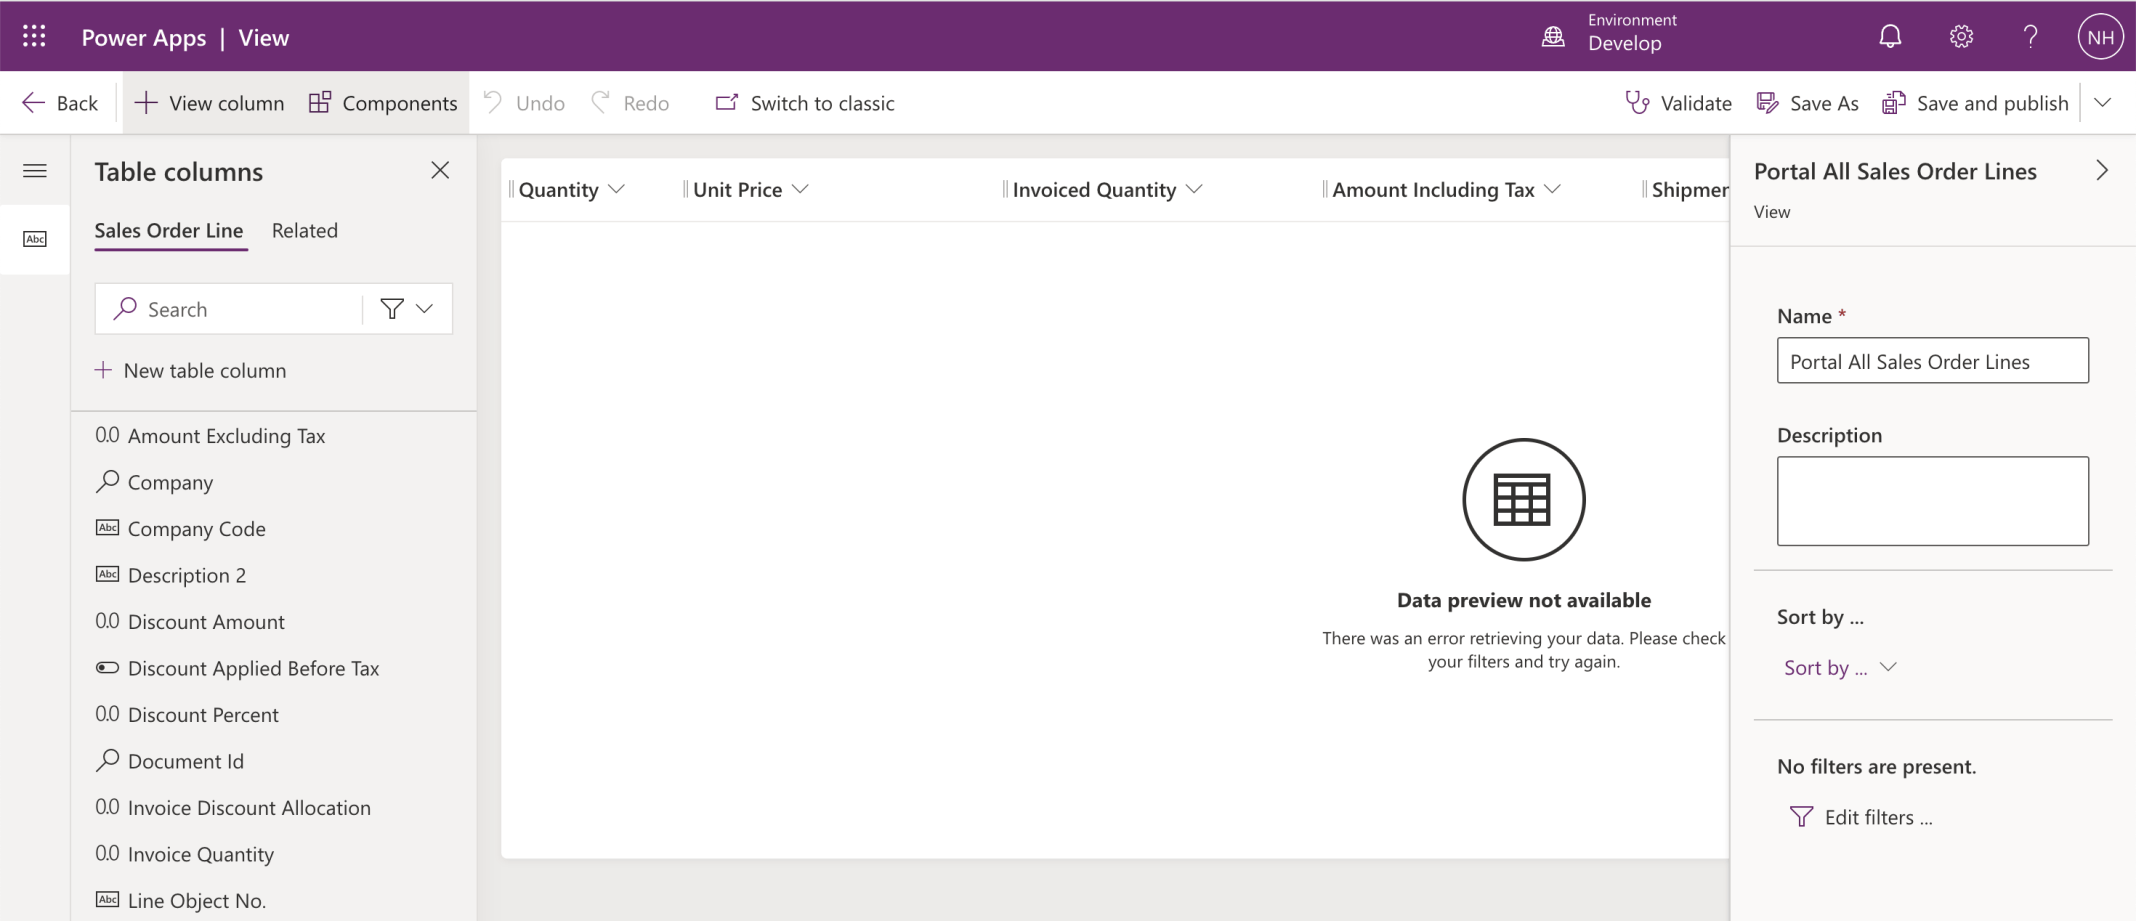 Power Apps | View
Environment
Develop
NH
Back
View column
Components
Undo
Redo
Switch to classic
Validate
Save As
Save and publish
Table columns
Sales Order Line
Related
Search
New table column
0.0 Amount Excluding Tax
Company
Abc Company Code
Abc Description 2
0.0 Discount Amount
Discount Applied Before Tax
0.0 Discount Percent
Document Id
0.0 Invoice Discount Allocation
0.0 Invoice Quantity
Abc Line Object No.
Abc
Quantity
Unit Price
Invoiced Quantity
Amount Including Tax
Shipmen
Data preview not available
There was an error retrieving your data. Please check
your filters and try again.
Portal All Sales Order Lines
View
Name *
Portal All Sales Order Lines
Description
Sort by ...
Sort by ...
No filters are present.
Edit filters ...